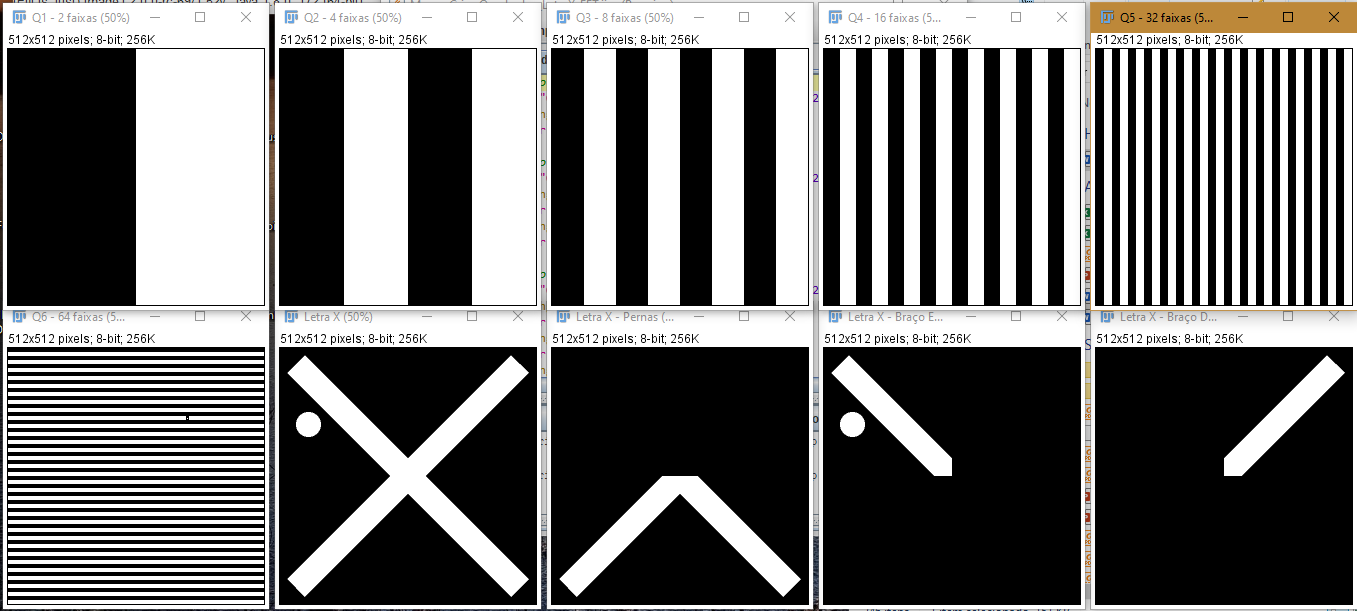 Q1 - 2 faixas (50%)
512x512 pixels; 8-bit; 256K
Q2 - 4 faixas (50%)
512x512 pixels; 8-bit; 256K
Q3 - 8 faixas (50%)
512x512 pixels; 8-bit; 256K
Q4 - 16 faixas (5...
512x512 pixels; 8-bit; 256K
Q5 - 32 faixas (5...
512x512 pixels; 8-bit; 256K
Q6 - 64 faixas (5...
512x512 pixels; 8-bit; 256K
Letra X (50%)
512x512 pixels; 8-bit; 256K
Letra X - Pernas (...
512x512 pixels; 8-bit; 256K
Letra X - Braço E...
512x512 pixels; 8-bit; 256K
Letra X - Braço D...
512x512 pixels; 8-bit; 256K